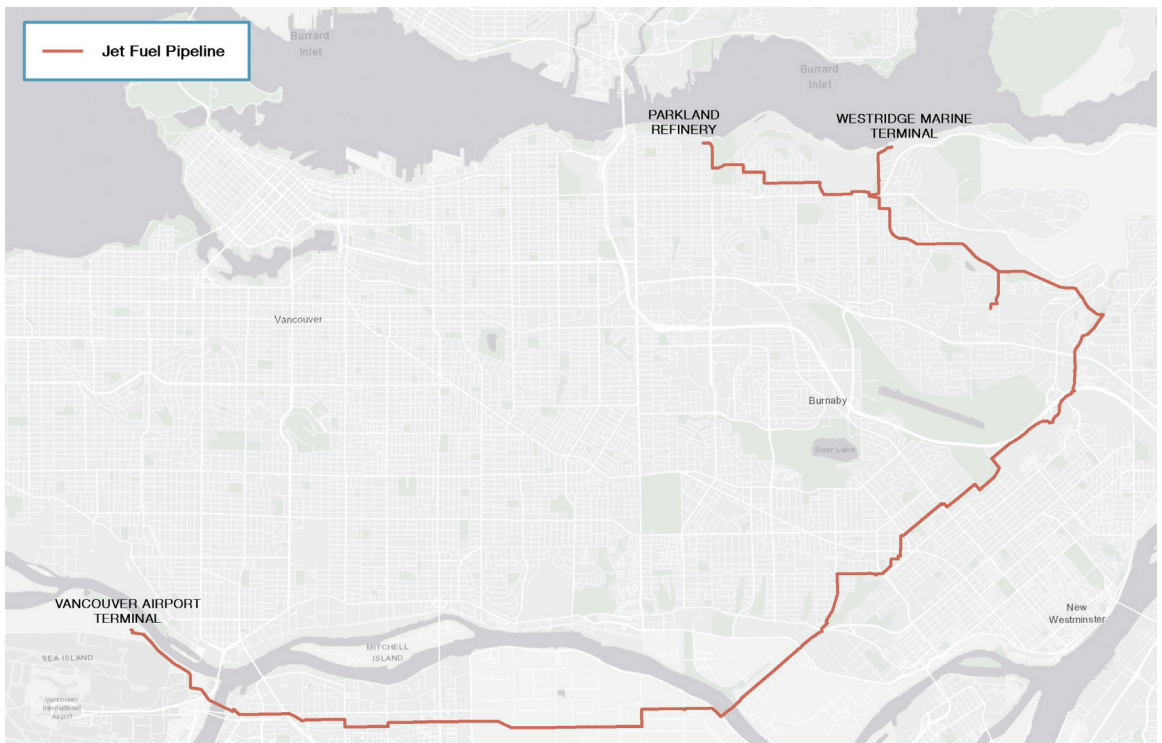 Jet Fuel Pipeline
Burrard
Inlet
Burrard
Inlet
PARKLAND
REFINERY
WESTRIDGE MARINE
TERMINAL
Vancouver
Burnaby
Deer Lake
VANCOUVER AIRPORT
TERMINAL
New
Westminster
MITCHELL
ISLAND
SEA ISLAND
Vancouver
International
Airport